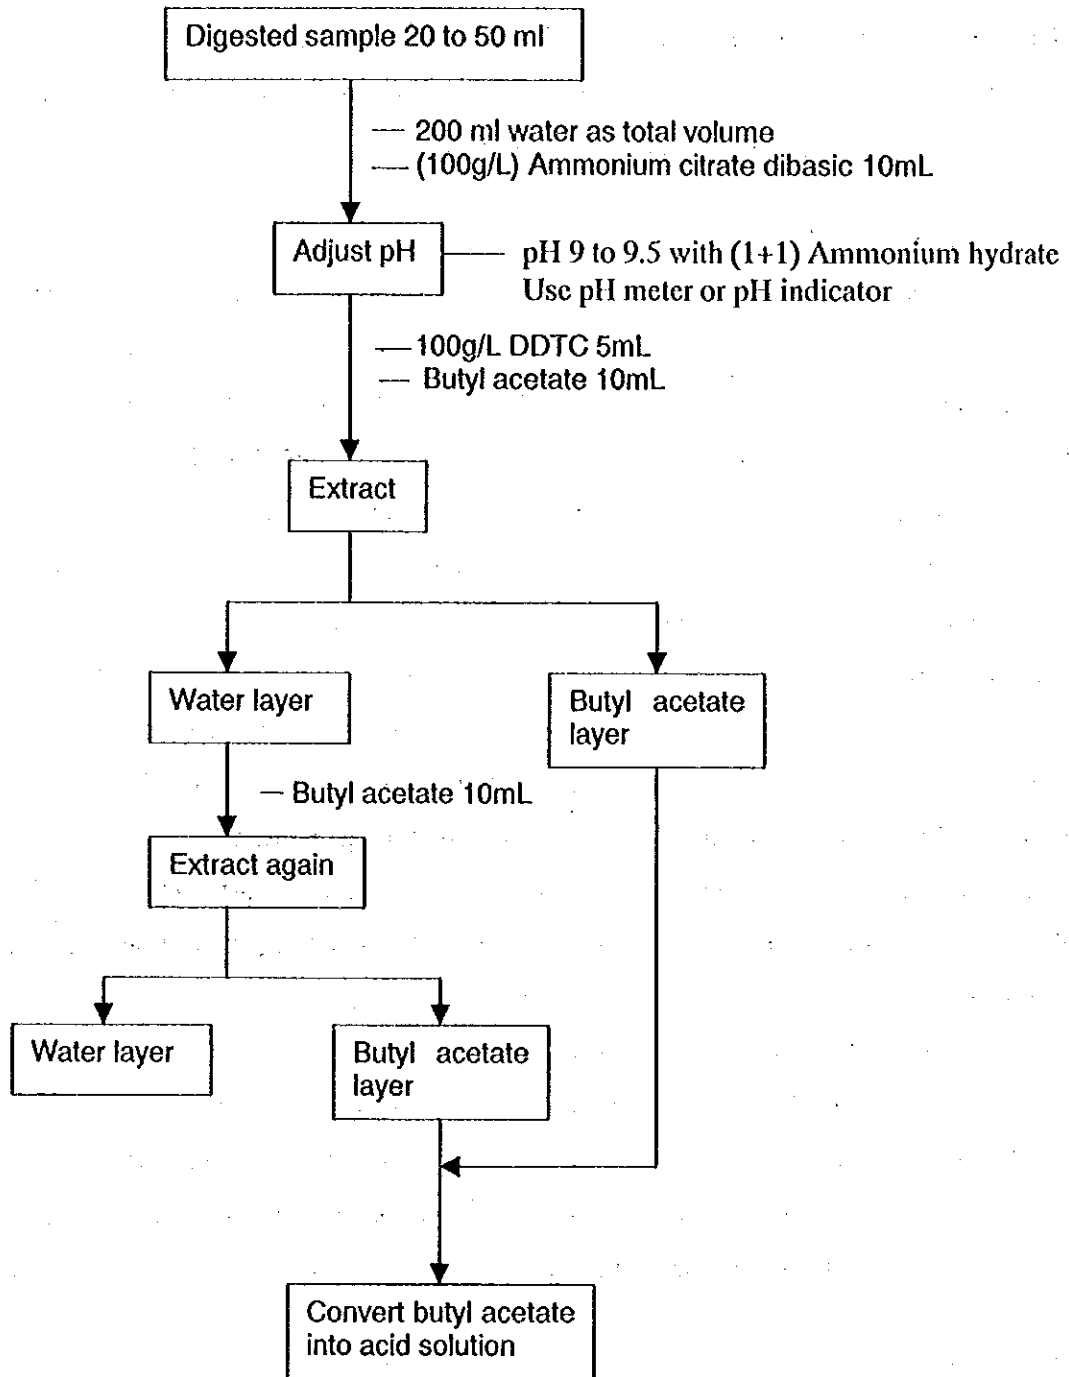 Digested sample 20 to 50 ml
200 ml water as total volume
(100g/L) Ammonium citrate dibasic 10mL
Adjust pH
pH 9 to 9.5 with (1+1) Ammonium hydrate
Use pH meter or pH indicator
100g/L DDTC 5mL
Butyl acetate 10mL
Extract
Water layer
Butyl acetate
layer
Butyl acetate 10mL
Extract again
Water layer
Butyl acetate
layer
Convert butyl acetate
into acid solution